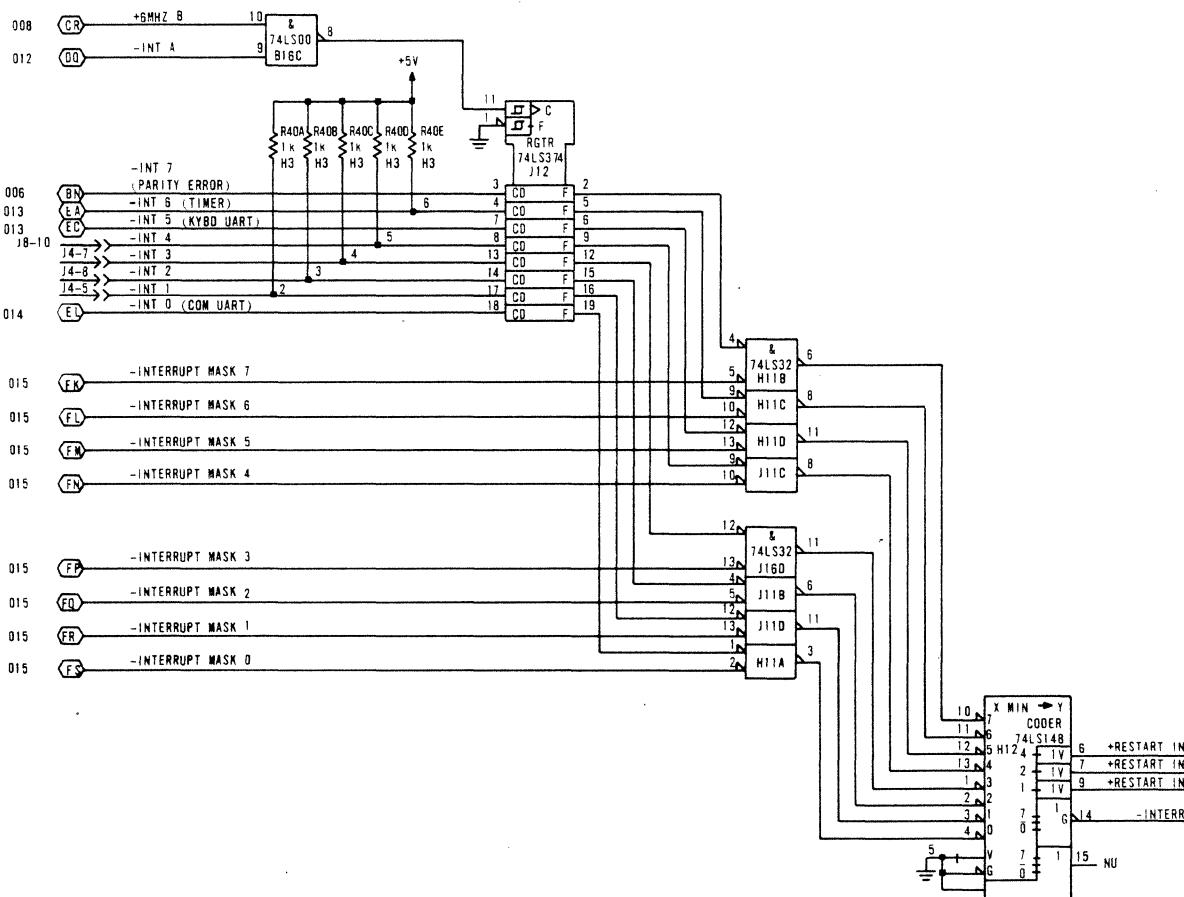 008 CR +6MHZ B 10 & 8
74LS00
012 DQ -INT A 9 B16C
+5V
11 C
1 F
R40A R40B R40C R40D R40E
1k 1k 1k 1k 1k
H3 H3 H3 H3 H3
RGTR
74LS374
J12
-INT 7
006 BN (PARITY ERROR) 3 CD F 2
013 EA -INT 6 (TIMER) 6 4 CD F 5
013 EC -INT 5 (KYBD UART) 7 CD F 6
J8-10 -INT 4 5 8 CD F 9
J4-7 -INT 3 4 13 CD F 12
J4-6 -INT 2 3 14 CD F 15
J4-5 -INT 1 2 17 CD F 16
014 EL -INT 0 (COM UART) 18 CD F 19
4 & 6
74LS32
015 FK -INTERRUPT MASK 7 5 H11B
9 H11C 8
015 FL -INTERRUPT MASK 6 10
12 H11D 11
015 FM -INTERRUPT MASK 5 13
9 J11C 8
015 FN -INTERRUPT MASK 4 10
12 & 11
74LS32
015 FP -INTERRUPT MASK 3 13 J16D
4 J11B 6
015 FQ -INTERRUPT MASK 2 5
12 J11D 11
015 FR -INTERRUPT MASK 1 13
1 H11A 3
015 FS -INTERRUPT MASK 0 2
X MIN Y
CODER
74LS148
H12
10 7
11 6
12 5 4 1V 6 +RESTART IN
13 4 2 1V 7 +RESTART IN
1 3 1 1V 9 +RESTART IN
2 2
3 1 7 1 G 14 -INTERR
4 0 0
5 V 7 1 15 NU
G 0